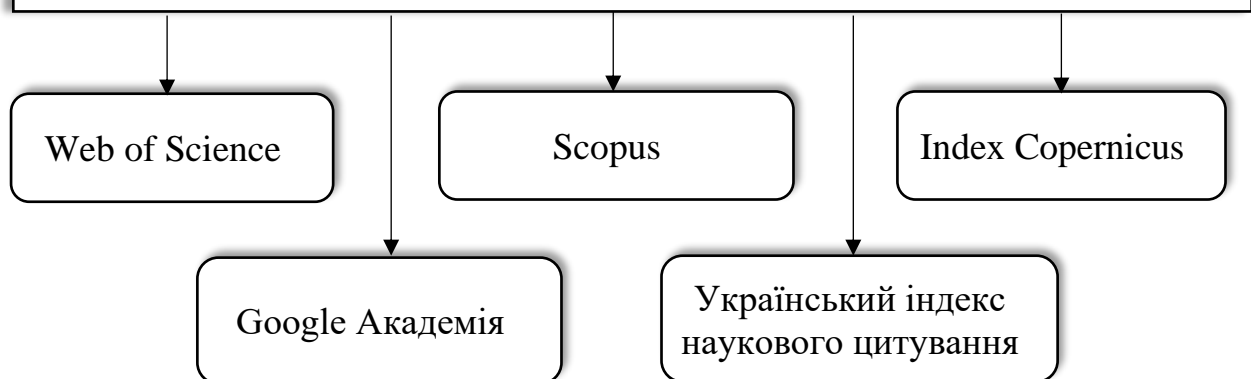 Web of Science
Scopus
Index Copernicus
Google Академія
Український індекс
наукового цитування